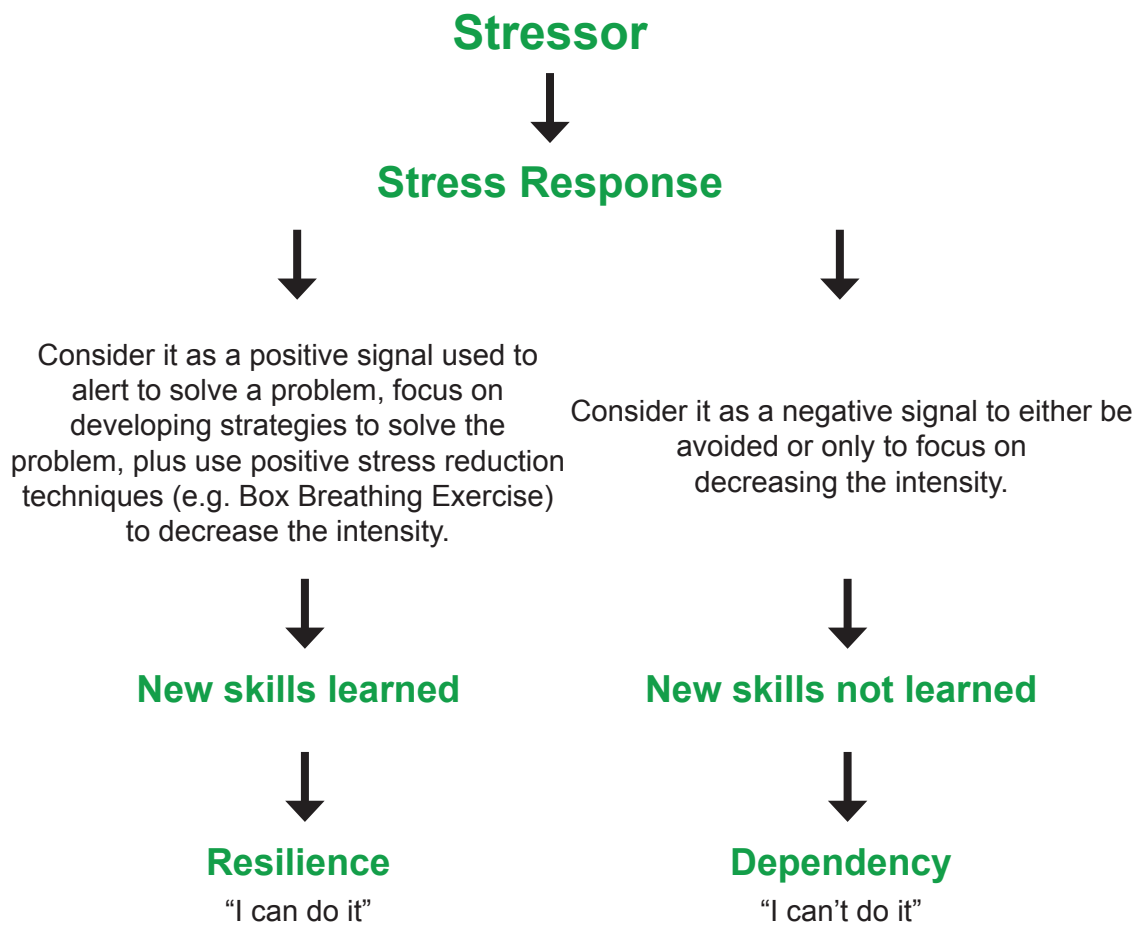 Stressor
Stress Response
Consider it as a positive signal used to
alert to solve a problem, focus on
developing strategies to solve the
problem, plus use positive stress reduction
techniques (e.g. Box Breathing Exercise)
to decrease the intensity.
Consider it as a negative signal to either be
avoided or only to focus on
decreasing the intensity.
New skills learned
New skills not learned
Resilience
“I can do it”
Dependency
“I can’t do it”